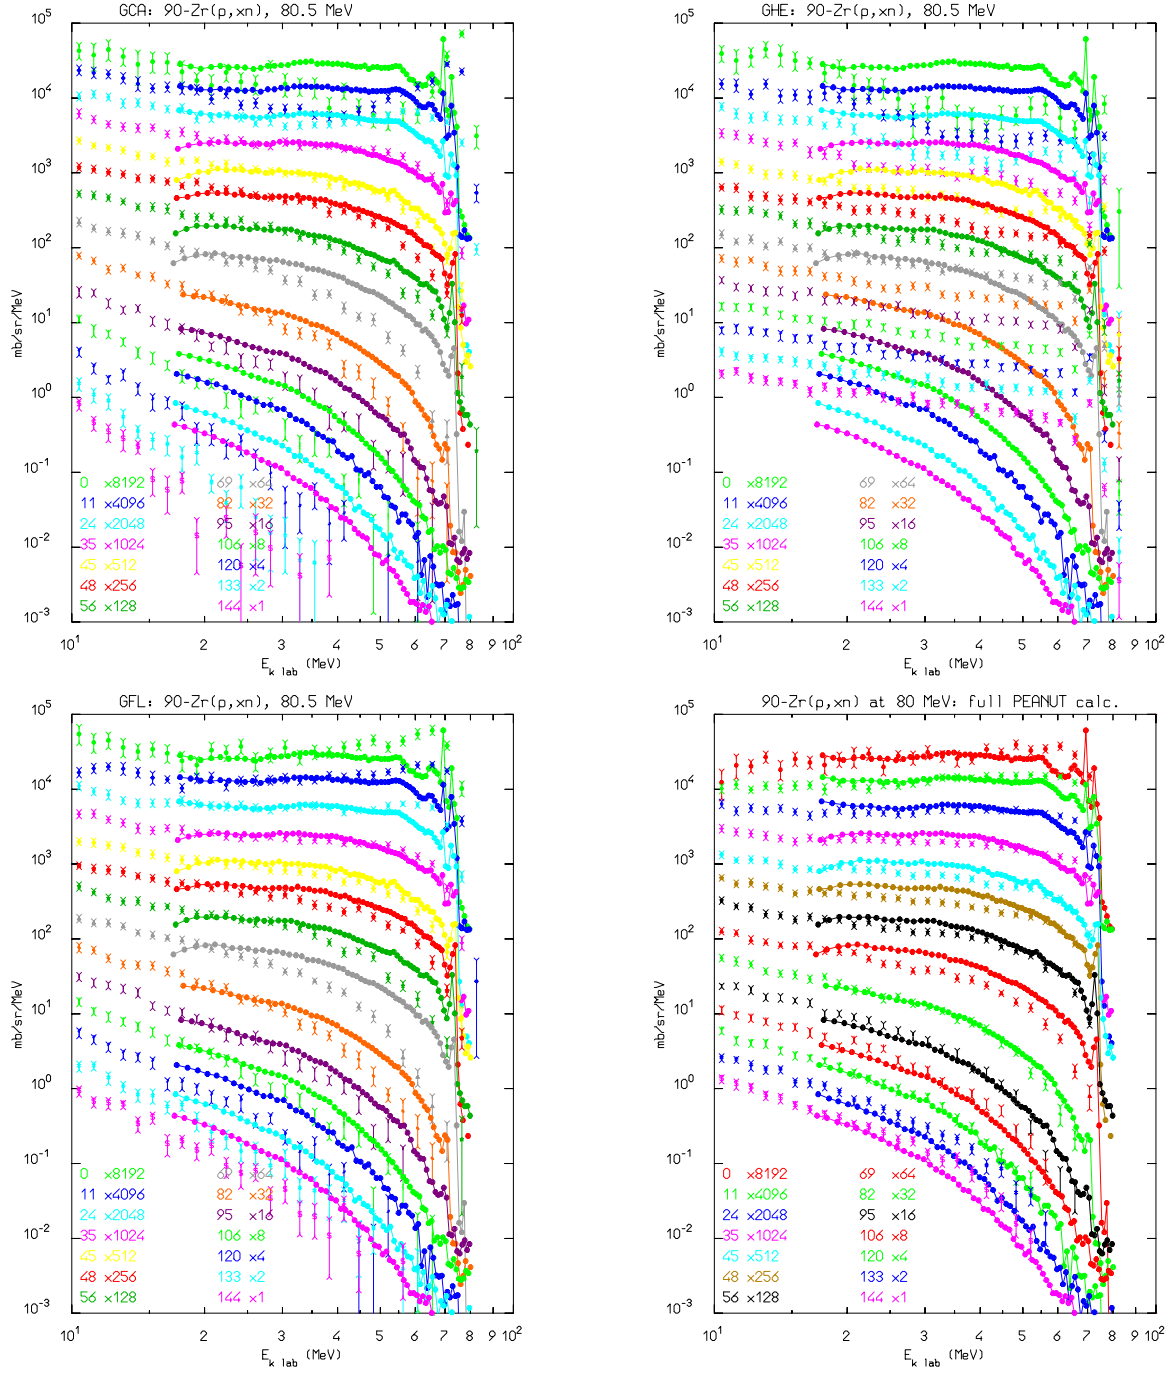 GCA: 90-Zr(p,xn), 80.5 MeV
10^5
10^4
10^3
10^2
10^1
10^0
10^-1
10^-2
10^-3
mb/sr/MeV
0 x8192
11 x4096
24 x2048
35 x1024
45 x512
48 x256
56 x128
69 x64
82 x32
95 x16
106 x8
120 x4
133 x2
144 x1
10^1 2 3 4 5 6 7 8 9 10^2
E_k lab (MeV)
GHE: 90-Zr(p,xn), 80.5 MeV
10^5
10^4
10^3
10^2
10^1
10^0
10^-1
10^-2
10^-3
mb/sr/MeV
0 x8192
11 x4096
24 x2048
35 x1024
45 x512
48 x256
56 x128
69 x64
82 x32
95 x16
106 x8
120 x4
133 x2
144 x1
10^1 2 3 4 5 6 7 8 9 10^2
E_k lab (MeV)
GFL: 90-Zr(p,xn), 80.5 MeV
10^5
10^4
10^3
10^2
10^1
10^0
10^-1
10^-2
10^-3
mb/sr/MeV
0 x8192
11 x4096
24 x2048
35 x1024
45 x512
48 x256
56 x128
69 x64
82 x32
95 x16
106 x8
120 x4
133 x2
144 x1
10^1 2 3 4 5 6 7 8 9 10^2
E_k lab (MeV)
90-Zr(p,xn) at 80 MeV: full PEANUT calc.
10^5
10^4
10^3
10^2
10^1
10^0
10^-1
10^-2
10^-3
mb/sr/MeV
0 x8192
11 x4096
24 x2048
35 x1024
45 x512
48 x256
56 x128
69 x64
82 x32
95 x16
106 x8
120 x4
133 x2
144 x1
10^1 2 3 4 5 6 7 8 9 10^2
E_k lab (MeV)